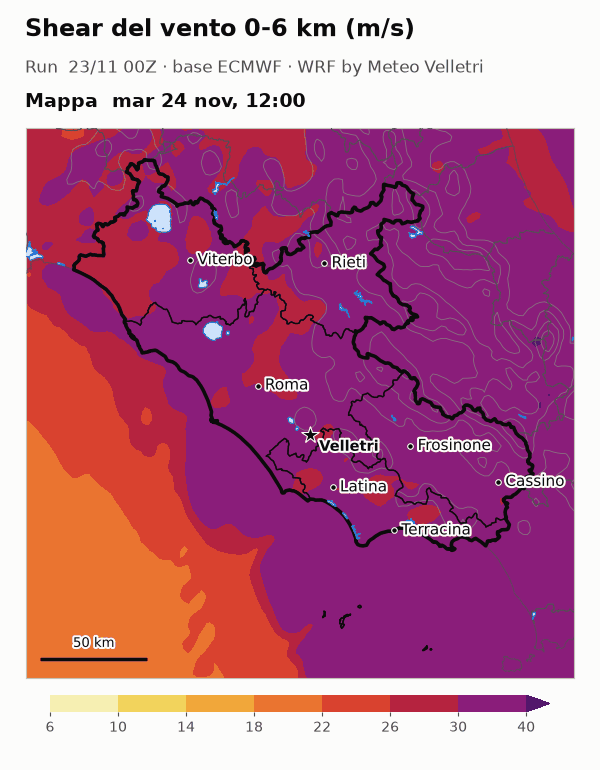 Shear del vento 0-6 km (m/s)
Run  23/11 00Z · base ECMWF · WRF by Meteo Velletri
Mappa  mar 24 nov, 12:00
Viterbo
Rieti
Roma
Velletri
Frosinone
Latina
Cassino
Terracina
50 km
6 10 14 18 22 26 30 40